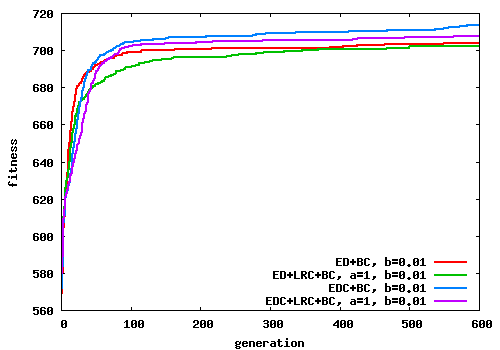 720
700
680
660
640
620
600
580
560
fitness
ED+BC, b=0.01
ED+LRC+BC, a=1, b=0.01
EDC+BC, b=0.01
EDC+LRC+BC, a=1, b=0.01
0 100 200 300 400 500 600
generation